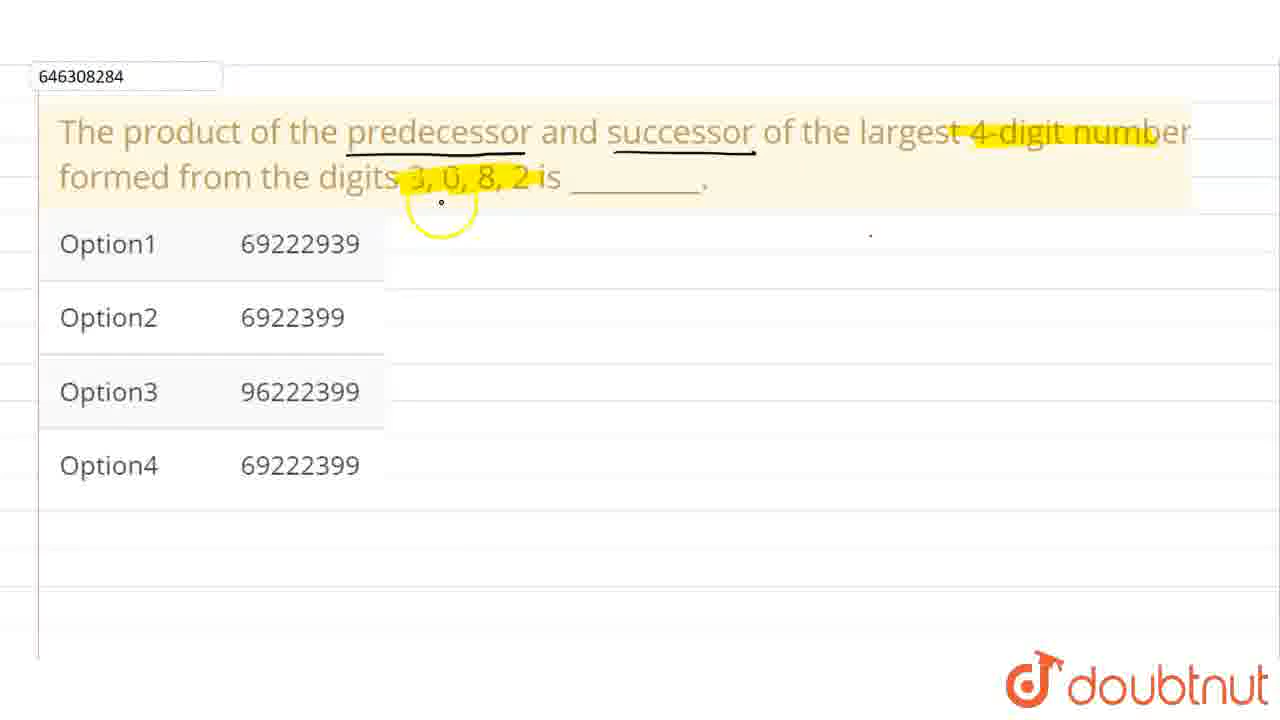 646308284
The product of the predecessor and successor of the largest 4-digit number
formed from the digits 3, 0, 8, 2 is ________.
Option1 69222939
Option2 6922399
Option3 96222399
Option4 69222399
doubtnut